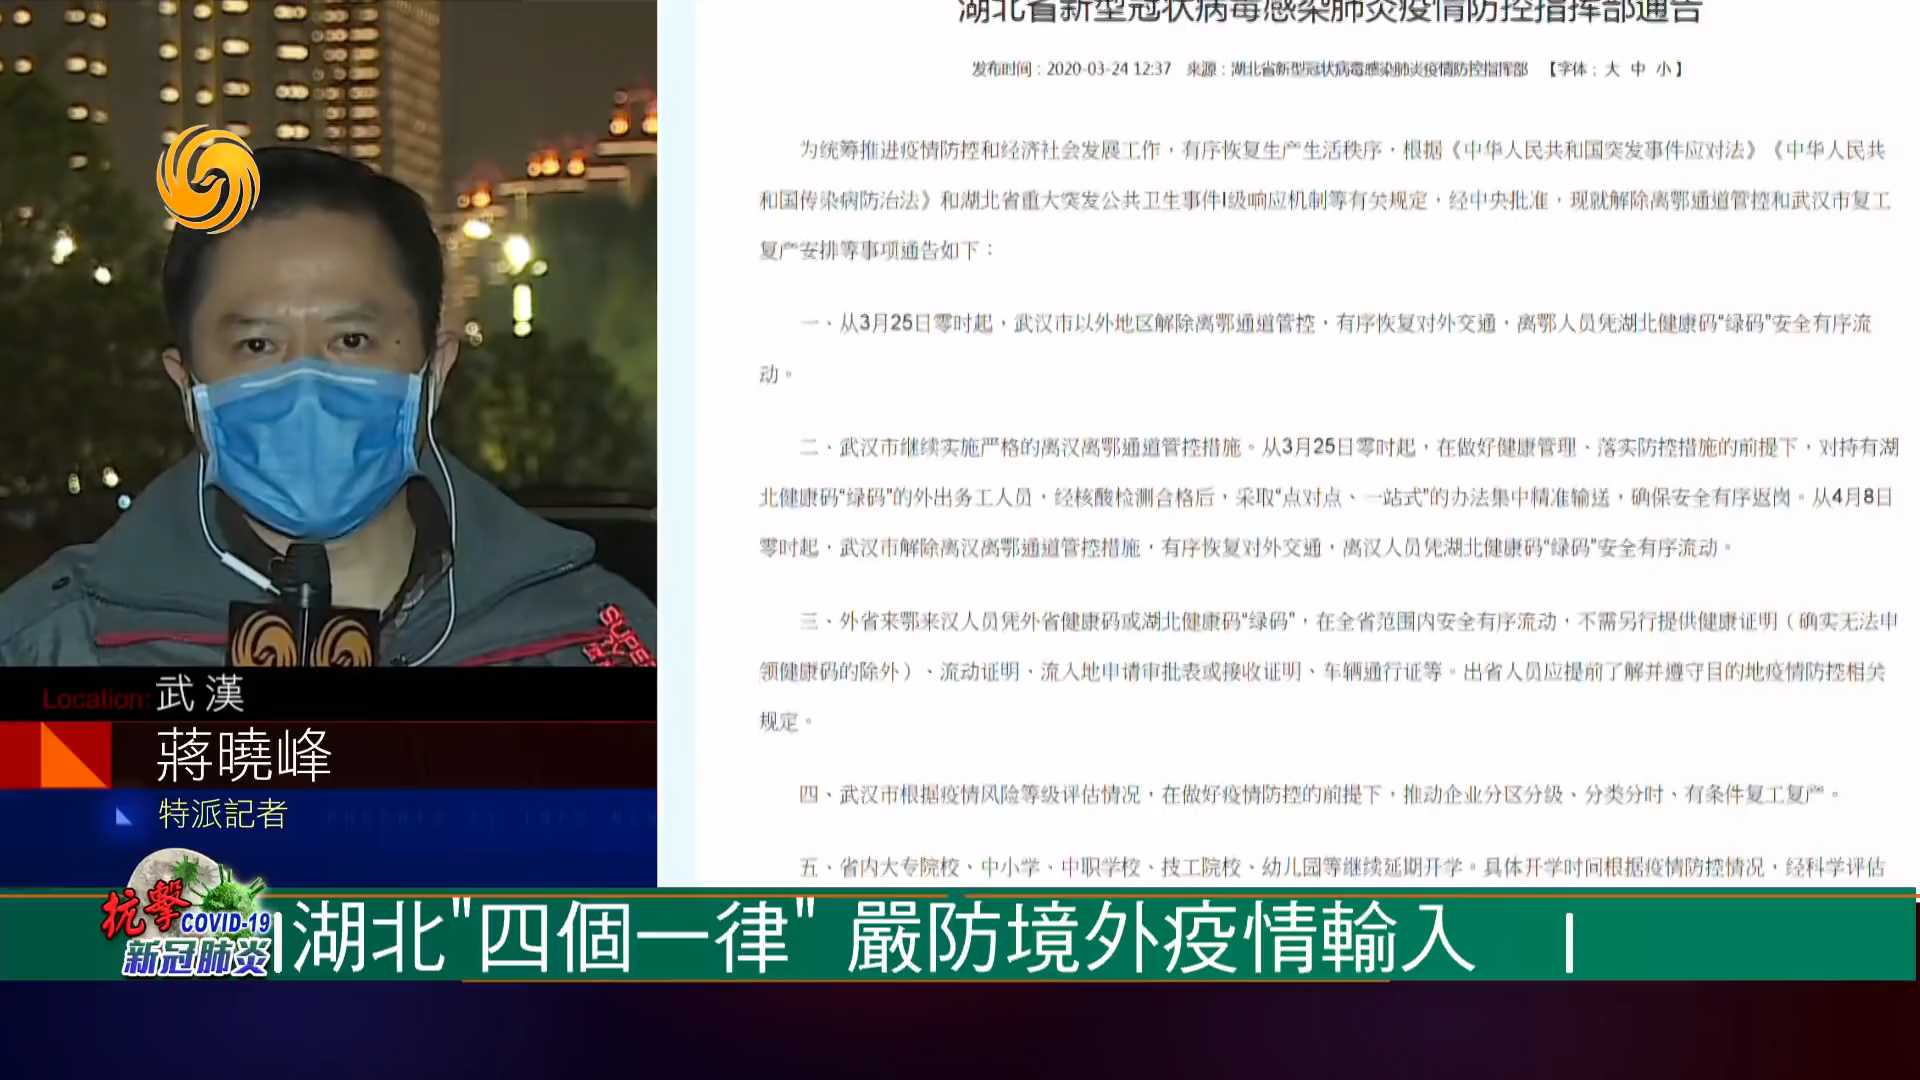 湖北省新型冠状病毒感染肺炎疫情防控指挥部通告
发布时间：2020-03-24 12:37 来源：湖北省新型冠状病毒感染肺炎疫情防控指挥部 【字体：大 中 小】
为统筹推进疫情防控和经济社会发展工作，有序恢复生产生活秩序，根据《中华人民共和国突发事件应对法》《中华人民共
和国传染病防治法》和湖北省重大突发公共卫生事件I级响应机制等有关规定，经中央批准，现就解除离鄂通道管控和武汉市复工
复产安排等事项通告如下：
一、从3月25日零时起，武汉市以外地区解除离鄂通道管控，有序恢复对外交通，离鄂人员凭湖北健康码“绿码”安全有序流
动。
二、武汉市继续实施严格的离汉离鄂通道管控措施。从3月25日零时起，在做好健康管理、落实防控措施的前提下，对持有湖
北健康码“绿码”的外出务工人员，经核酸检测合格后，采取“点对点、一站式”的办法集中精准输送，确保安全有序返岗。从4月8日
零时起，武汉市解除离汉离鄂通道管控措施，有序恢复对外交通，离汉人员凭湖北健康码“绿码”安全有序流动。
三、外省来鄂来汉人员凭外省健康码或湖北健康码“绿码”，在全省范围内安全有序流动，不需另行提供健康证明（确实无法申
领健康码的除外）、流动证明、流入地申请审批表或接收证明、车辆通行证等。出省人员应提前了解并遵守目的地疫情防控相关
规定。
四、武汉市根据疫情风险等级评估情况，在做好疫情防控的前提下，推动企业分区分级、分类分时、有条件复工复产。
五、省内大专院校、中小学、中职学校、技工院校、幼儿园等继续延期开学。具体开学时间根据疫情防控情况，经科学评估
Location: 武漢
蔣曉峰
特派記者
抗擊
COVID-19
新冠肺炎
湖北"四個一律" 嚴防境外疫情輸入